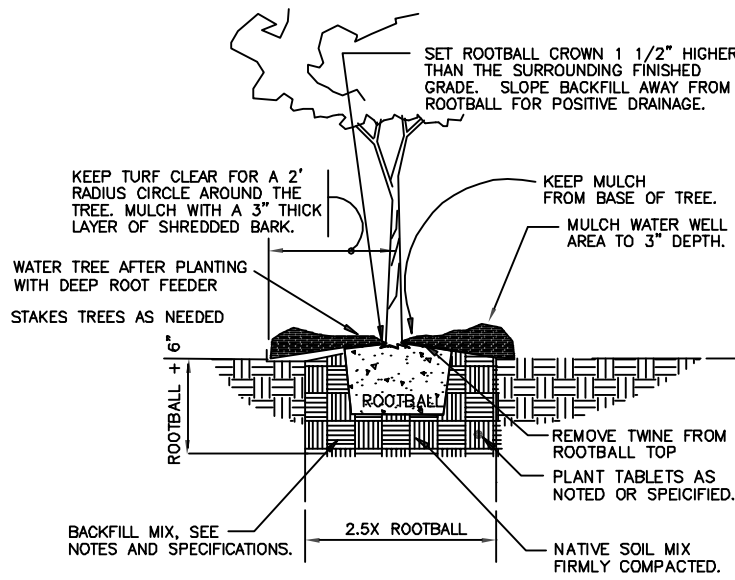 SET ROOTBALL CROWN 1 1/2" HIGHER
THAN THE SURROUNDING FINISHED
GRADE. SLOPE BACKFILL AWAY FROM
ROOTBALL FOR POSITIVE DRAINAGE.
KEEP TURF CLEAR FOR A 2'
RADIUS CIRCLE AROUND THE
TREE. MULCH WITH A 3" THICK
LAYER OF SHREDDED BARK.
KEEP MULCH
FROM BASE OF TREE.
MULCH WATER WELL
AREA TO 3" DEPTH.
WATER TREE AFTER PLANTING
WITH DEEP ROOT FEEDER
STAKES TREES AS NEEDED
ROOTBALL + 6"
ROOTBALL
REMOVE TWINE FROM
ROOTBALL TOP
PLANT TABLETS AS
NOTED OR SPEICIFIED.
BACKFILL MIX, SEE
NOTES AND SPECIFICATIONS.
2.5X ROOTBALL
NATIVE SOIL MIX
FIRMLY COMPACTED.